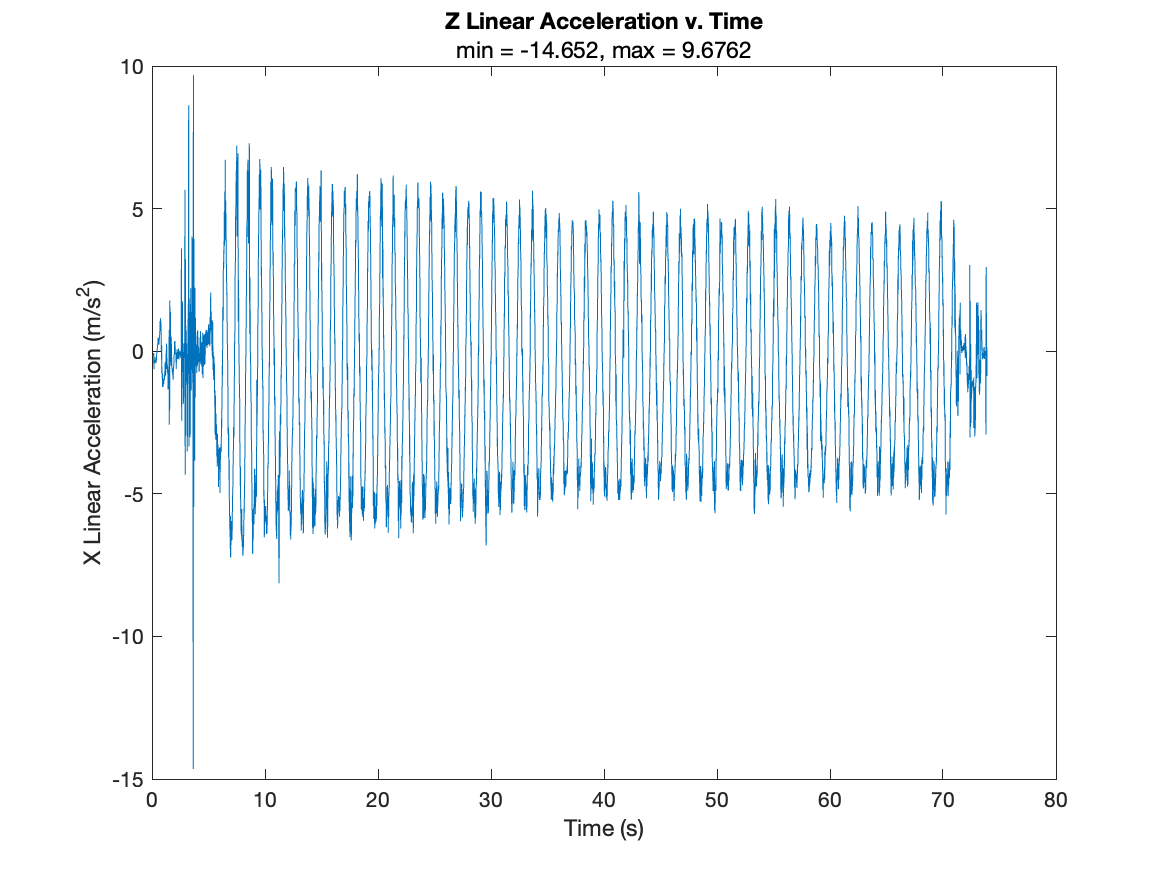 Z Linear Acceleration v. Time
min = -14.652, max = 9.6762
10
5
0
-5
-10
-15
X Linear Acceleration (m/s²)
0 10 20 30 40 50 60 70 80
Time (s)